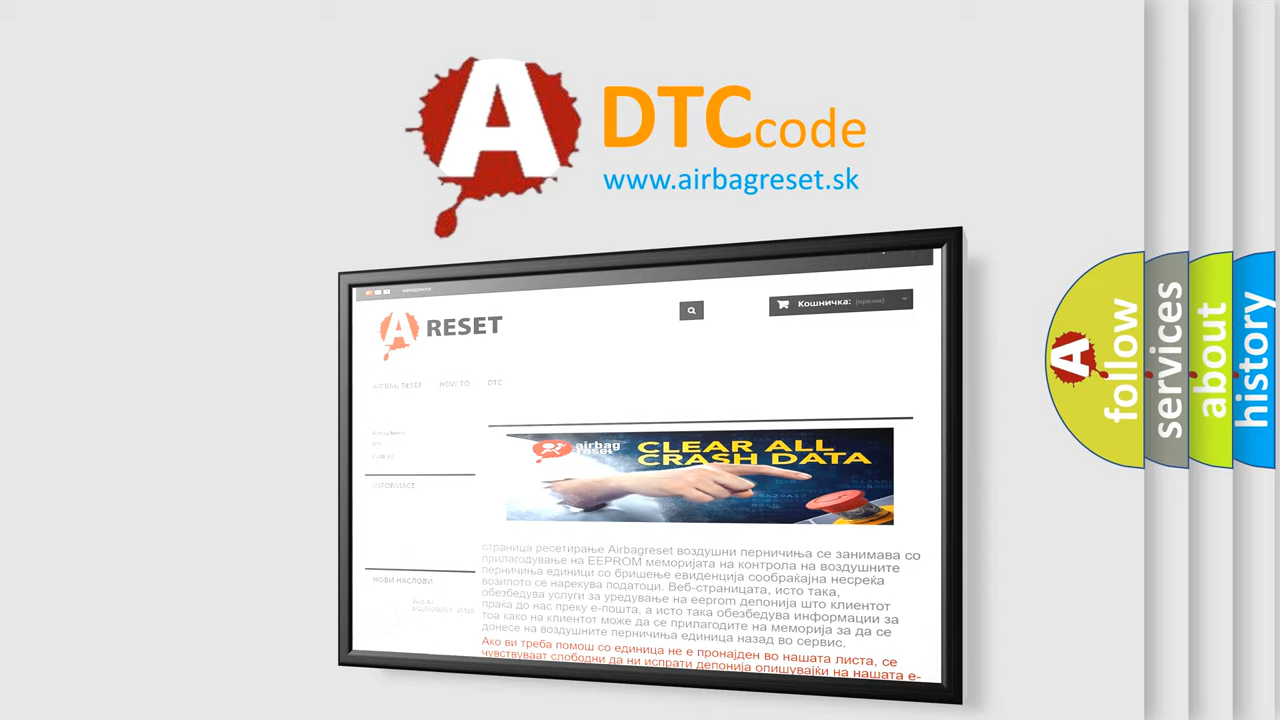 A DTCcode
www.airbagreset.sk
A RESET
Кошничка: (празни)
AIRBAG RESET HOW TO DTC
INFORMACE
airbag
reset
CLEAR ALL
CRASH DATA
страница ресетирање Airbagreset воздушни перничиња се занимава со
прилагодување на EEPROM меморијата на контрола на воздушните
перничиња единици со бришење евиденција сообраќајна несреќа
возилото се нарекува податоци. Веб-страницата, исто така,
обезбедува услуги за уредување на eeprom депонија што клиентот
праќа до нас преку е-пошта, а исто така обезбедува информации за
тоа како на клиентот може да се прилагодите на меморија за да се
донесе на воздушните перничиња единица назад во сервис.
Ако ви треба помош со единица не е пронајден во нашата листа, се
чувствуваат слободни да ни испрати депонија опишувајќи на нашата е-
НОВИ НАСЛОВИ
A follow
services
about
history